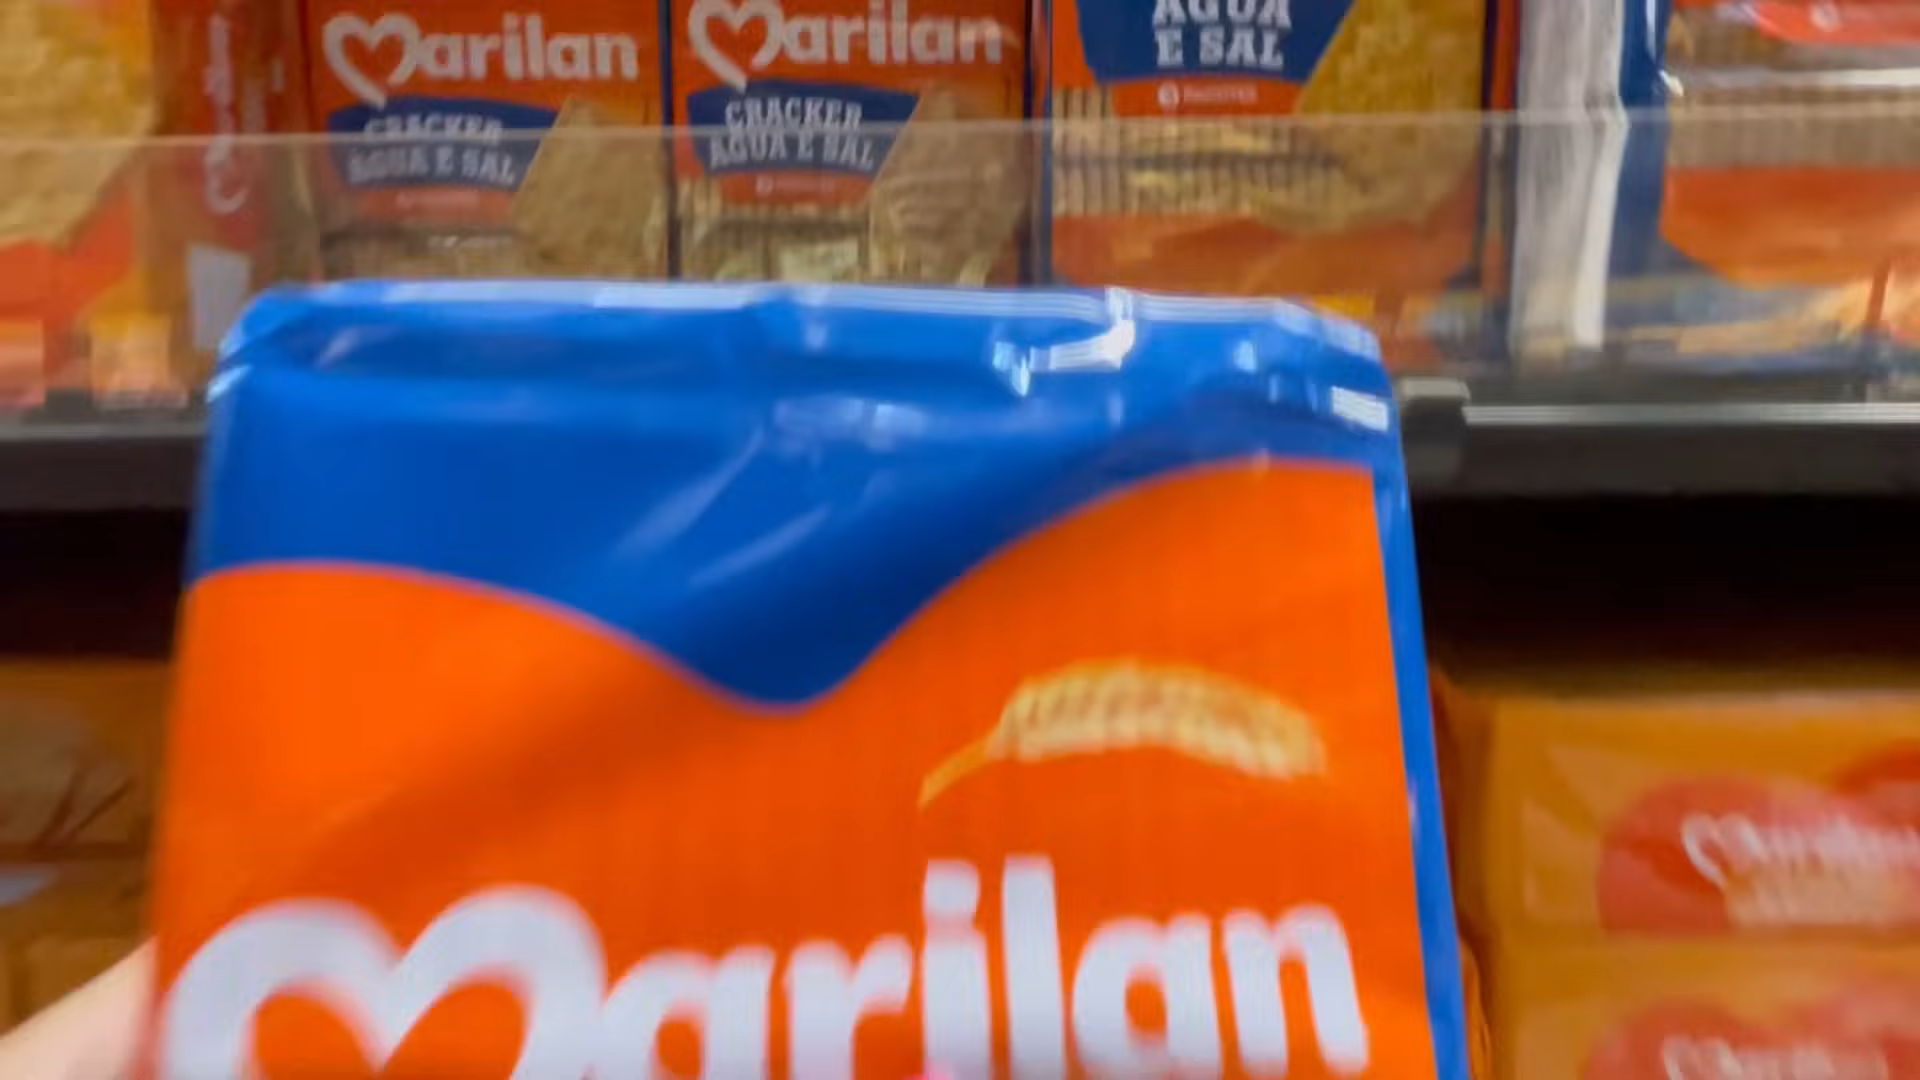 Marilan
CRACKER
ÁGUA E SAL
Marilan
CRACKER
ÁGUA E SAL
ÁGUA
E SAL
Marilan